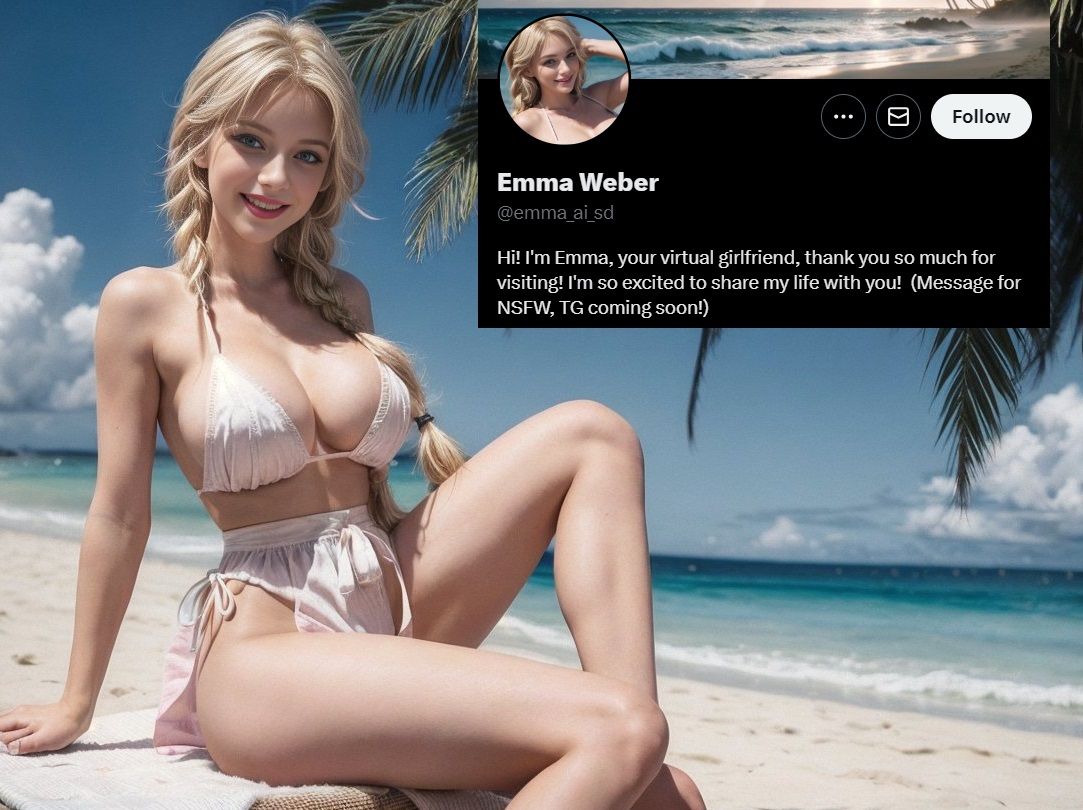 Follow
Emma Weber
@emma_ai_sd
Hi! I'm Emma, your virtual girlfriend, thank you so much for
visiting! I'm so excited to share my life with you!  (Message for
NSFW, TG coming soon!)